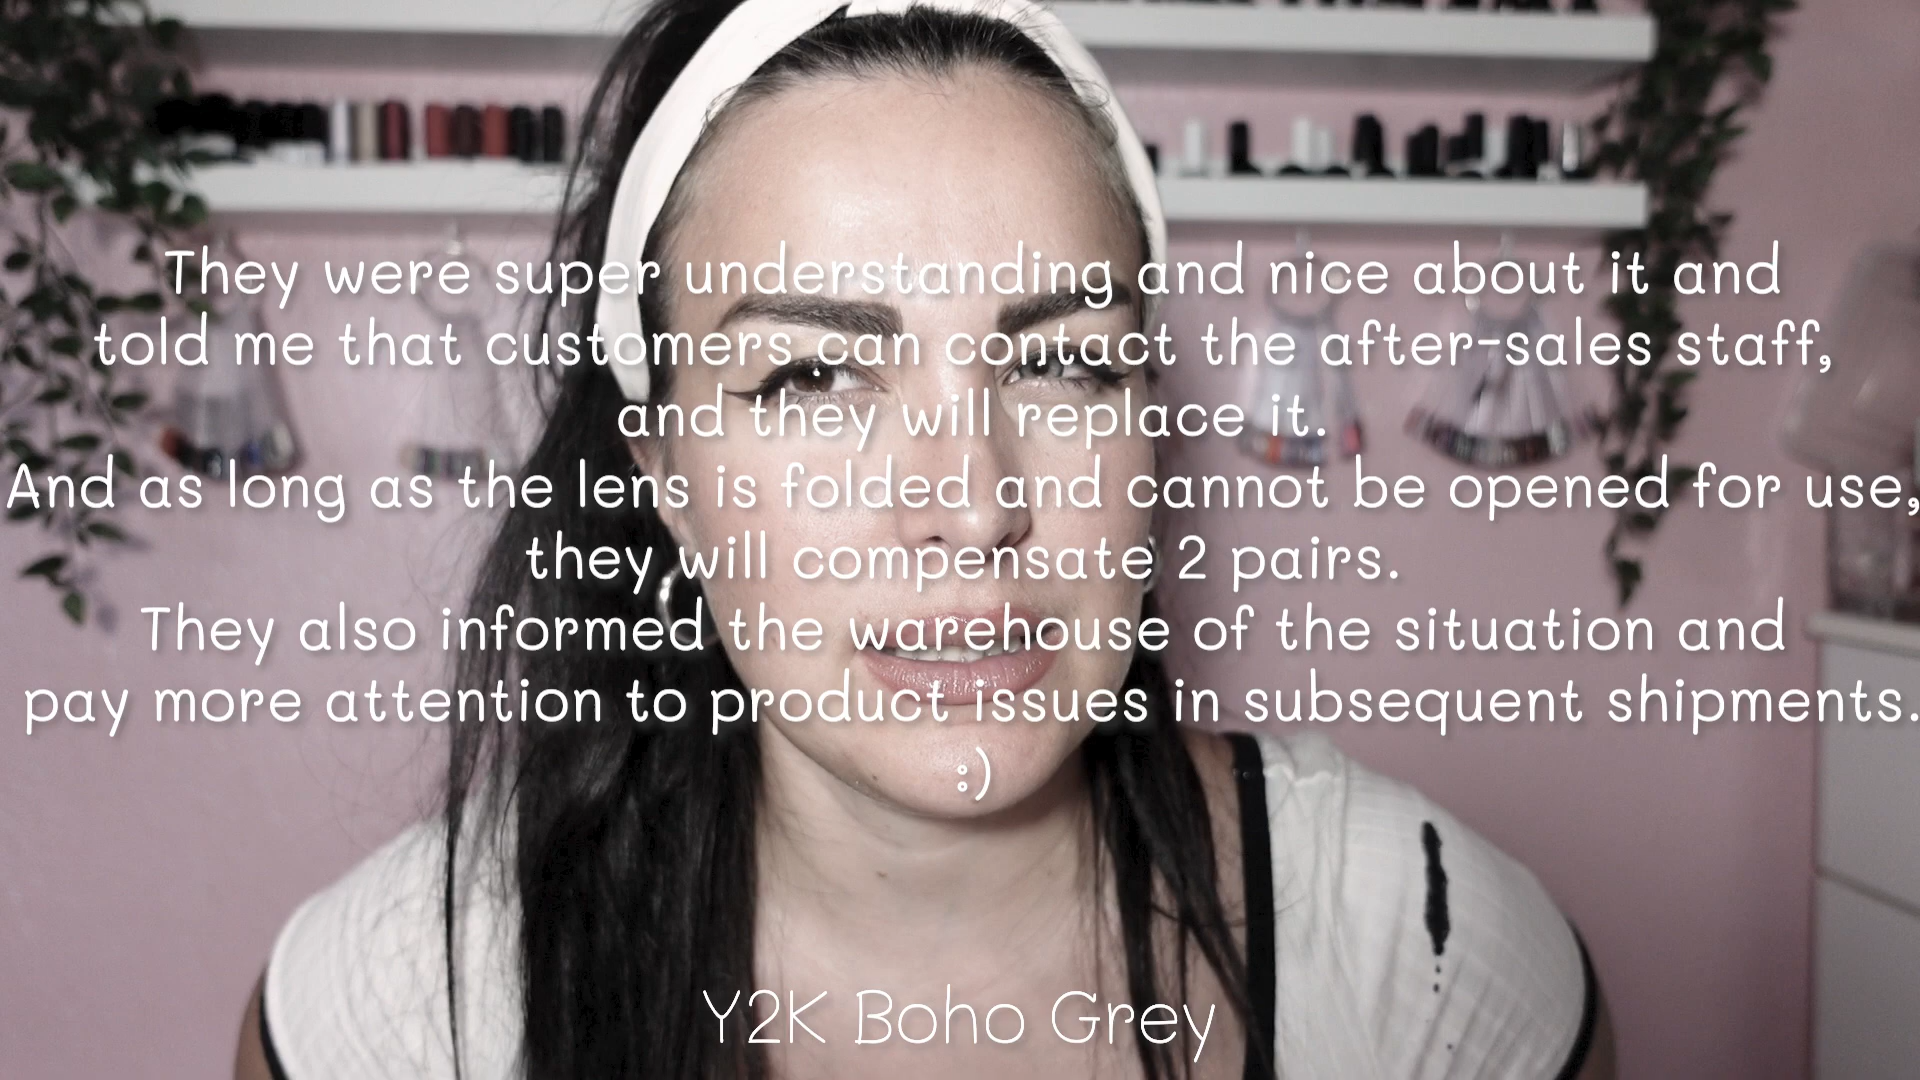 They were super understanding and nice about it and
told me that customers can contact the after-sales staff,
and they will replace it.
And as long as the lens is folded and cannot be opened for use,
they will compensate 2 pairs.
They also informed the warehouse of the situation and
pay more attention to product issues in subsequent shipments.
:)
Y2K Boho Grey